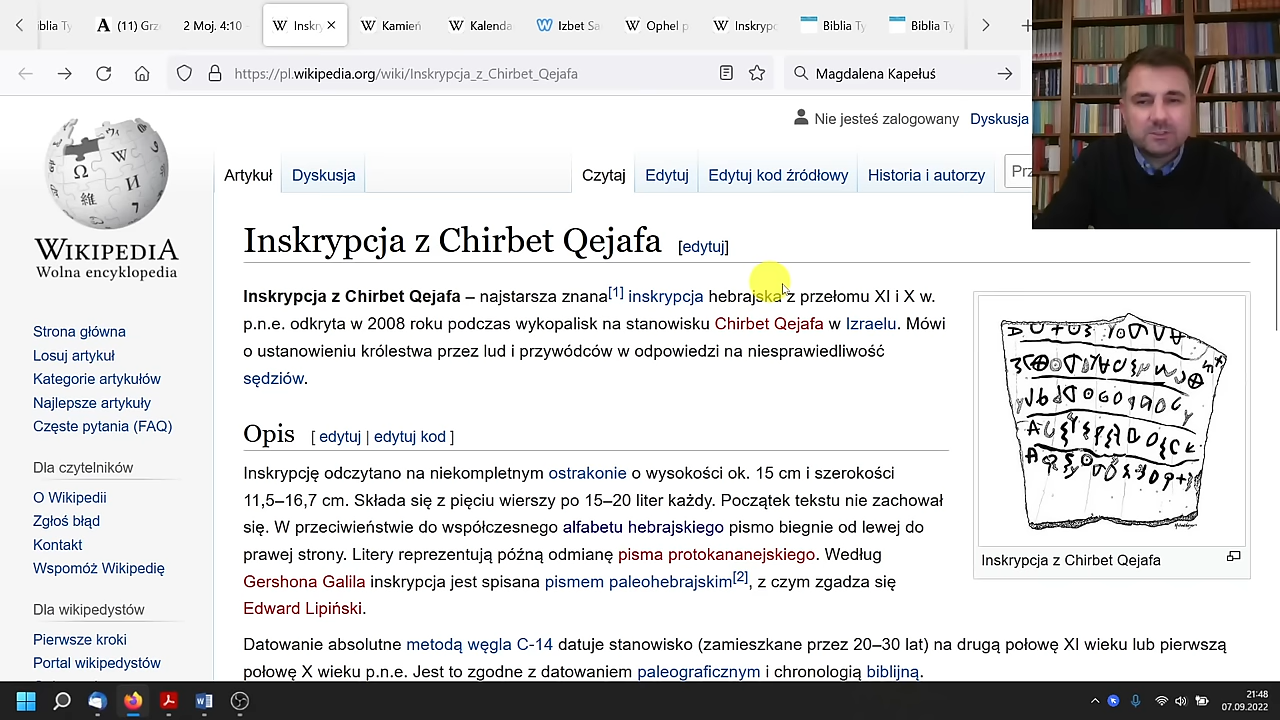 iblia Ty
(11) Grz
2 Moj. 4:10
Inskry
Kamień
Kalenda
Izbet Sa
Ophel p
Inskrypc
Biblia Ty
Biblia Ty
https://pl.wikipedia.org/wiki/Inskrypcja_z_Chirbet_Qejafa
Magdalena Kapełuś
Nie jesteś zalogowany Dyskusja
Artykuł Dyskusja Czytaj Edytuj Edytuj kod źródłowy Historia i autorzy Prz
WIKIPEDIA
Wolna encyklopedia
Strona główna
Losuj artykuł
Kategorie artykułów
Najlepsze artykuły
Częste pytania (FAQ)
Dla czytelników
O Wikipedii
Zgłoś błąd
Kontakt
Wspomóż Wikipedię
Dla wikipedystów
Pierwsze kroki
Portal wikipedystów
Inskrypcja z Chirbet Qejafa [edytuj]
Inskrypcja z Chirbet Qejafa – najstarsza znana[1] inskrypcja hebrajska z przełomu XI i X w.
p.n.e. odkryta w 2008 roku podczas wykopalisk na stanowisku Chirbet Qejafa w Izraelu. Mówi
o ustanowieniu królestwa przez lud i przywódców w odpowiedzi na niesprawiedliwość
sędziów.
Opis [ edytuj | edytuj kod ]
Inskrypcję odczytano na niekompletnym ostrakonie o wysokości ok. 15 cm i szerokości
11,5–16,7 cm. Składa się z pięciu wierszy po 15–20 liter każdy. Początek tekstu nie zachował
się. W przeciwieństwie do współczesnego alfabetu hebrajskiego pismo biegnie od lewej do
prawej strony. Litery reprezentują późną odmianę pisma protokananejskiego. Według
Gershona Galila inskrypcja jest spisana pismem paleohebrajskim[2], z czym zgadza się
Edward Lipiński.
Datowanie absolutne metodą węgla C-14 datuje stanowisko (zamieszkane przez 20–30 lat) na drugą połowę XI wieku lub pierwszą
połowę X wieku p.n.e. Jest to zgodne z datowaniem paleograficznym i chronologią biblijną.
Inskrypcja z Chirbet Qejafa
21:48
07.09.2022